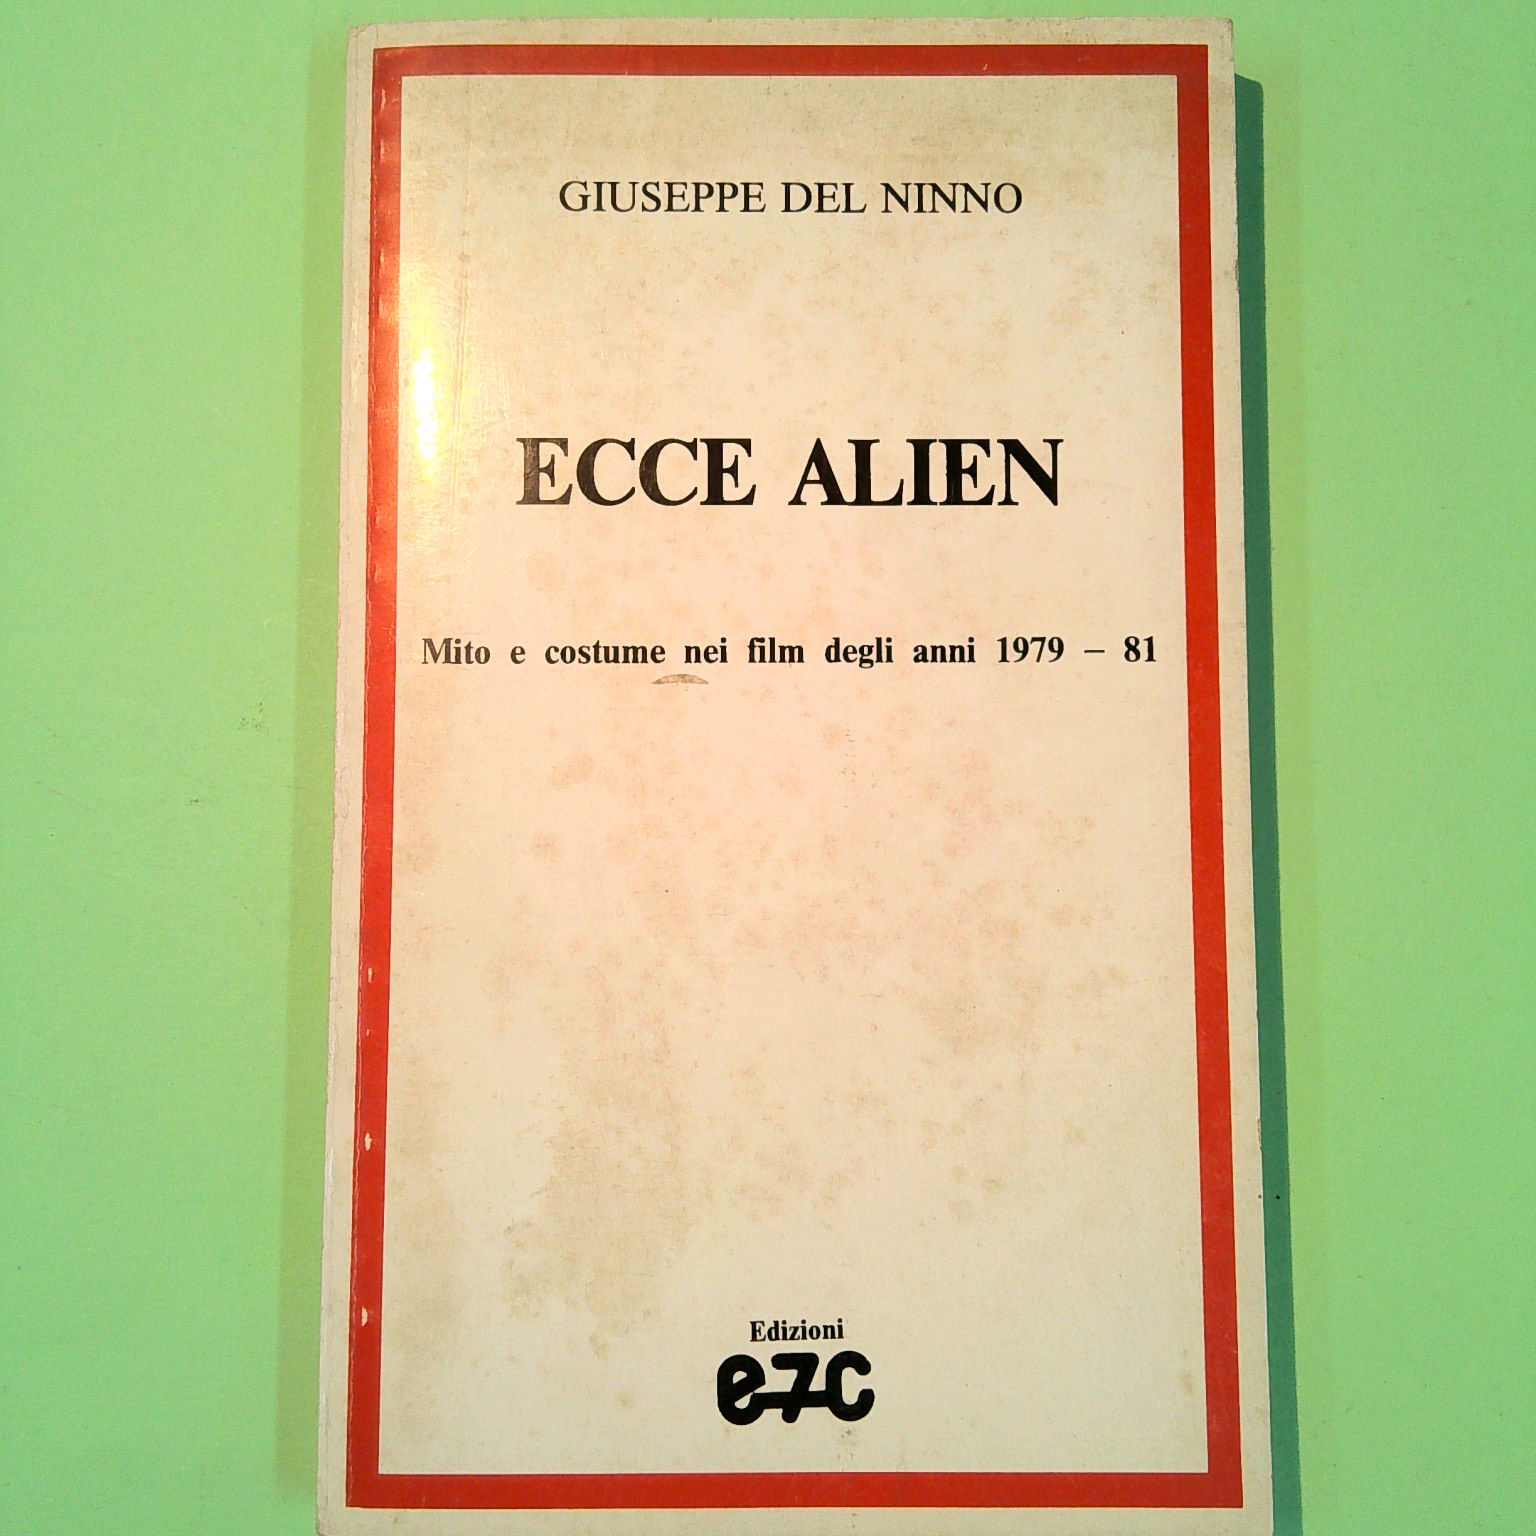 GIUSEPPE DEL NINNO
ECCE ALIEN
Mito e costume nei film degli anni 1979 – 81
Edizioni
e7c